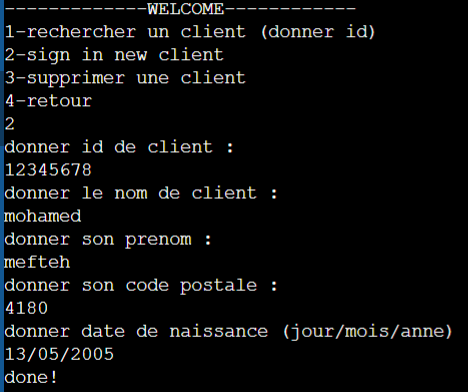 -------------WELCOME------------
1-rechercher un client (donner id)
2-sign in new client
3-supprimer une client
4-retour
2
donner id de client :
12345678
donner le nom de client :
mohamed
donner son prenom :
mefteh
donner son code postale :
4180
donner date de naissance (jour/mois/anne)
13/05/2005
done!